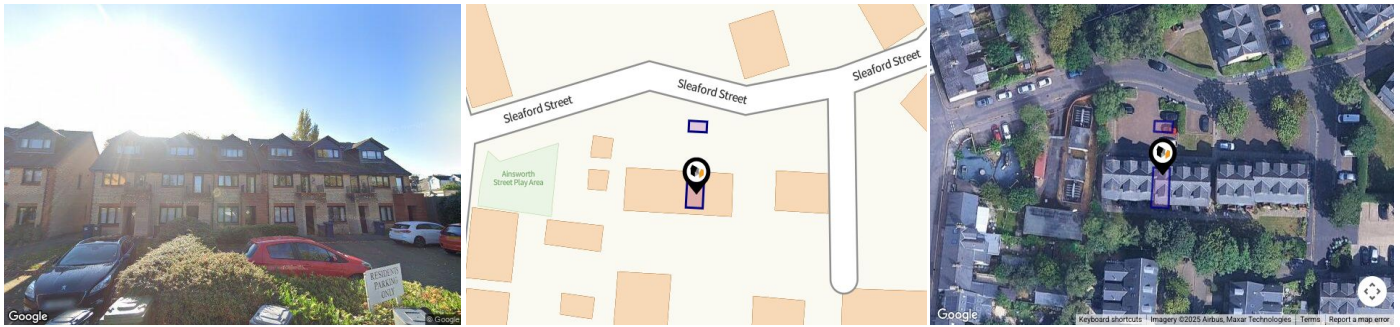 RESIDENTS
PARKING
ONLY
Google
© Google
Sleaford Street
Sleaford Street
Sleaford Street
Ainsworth
Street Play Area
Google
Keyboard shortcuts
Imagery ©2025 Airbus, Maxar Technologies
Terms
Report a map error